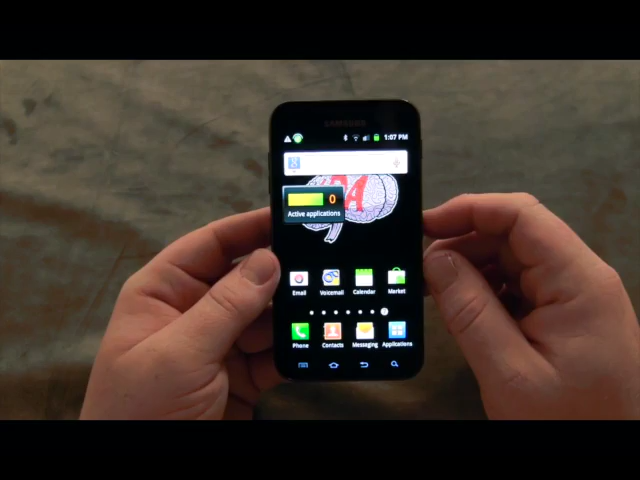 SAMSUNG
1:07 PM
0
Active applications
Email Voicemail Calendar Market
Phone Contacts Messaging Applications